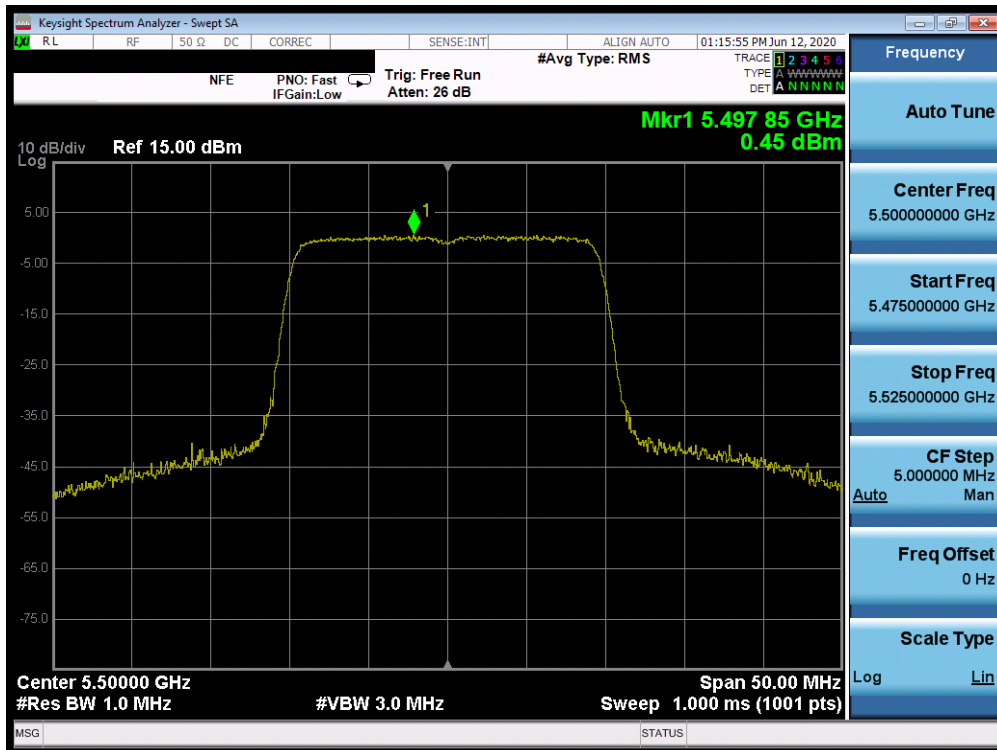 Keysight Spectrum Analyzer - Swept SA
LXI RL RF 50 Ω DC CORREC SENSE:INT ALIGN AUTO 01:15:55 PM Jun 12, 2020
#Avg Type: RMS TRACE 1 2 3 4 5 6
NFE PNO: Fast Trig: Free Run TYPE A WWWWW
IFGain:Low Atten: 26 dB DET A N N N N N
Mkr1 5.497 85 GHz
10 dB/div Ref 15.00 dBm 0.45 dBm
Log
1
5.00
-5.00
-15.0
-25.0
-35.0
-45.0
-55.0
-65.0
-75.0
Center 5.50000 GHz Span 50.00 MHz
#Res BW 1.0 MHz #VBW 3.0 MHz Sweep 1.000 ms (1001 pts)
MSG STATUS
Frequency
Auto Tune
Center Freq
5.500000000 GHz
Start Freq
5.475000000 GHz
Stop Freq
5.525000000 GHz
CF Step
5.000000 MHz
Auto Man
Freq Offset
0 Hz
Scale Type
Log Lin